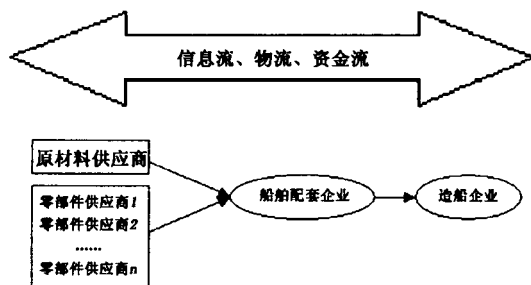 信息流、物流、资金流
原材料供应商
零部件供应商1
零部件供应商2
......
零部件供应商n
船舶配套企业
造船企业